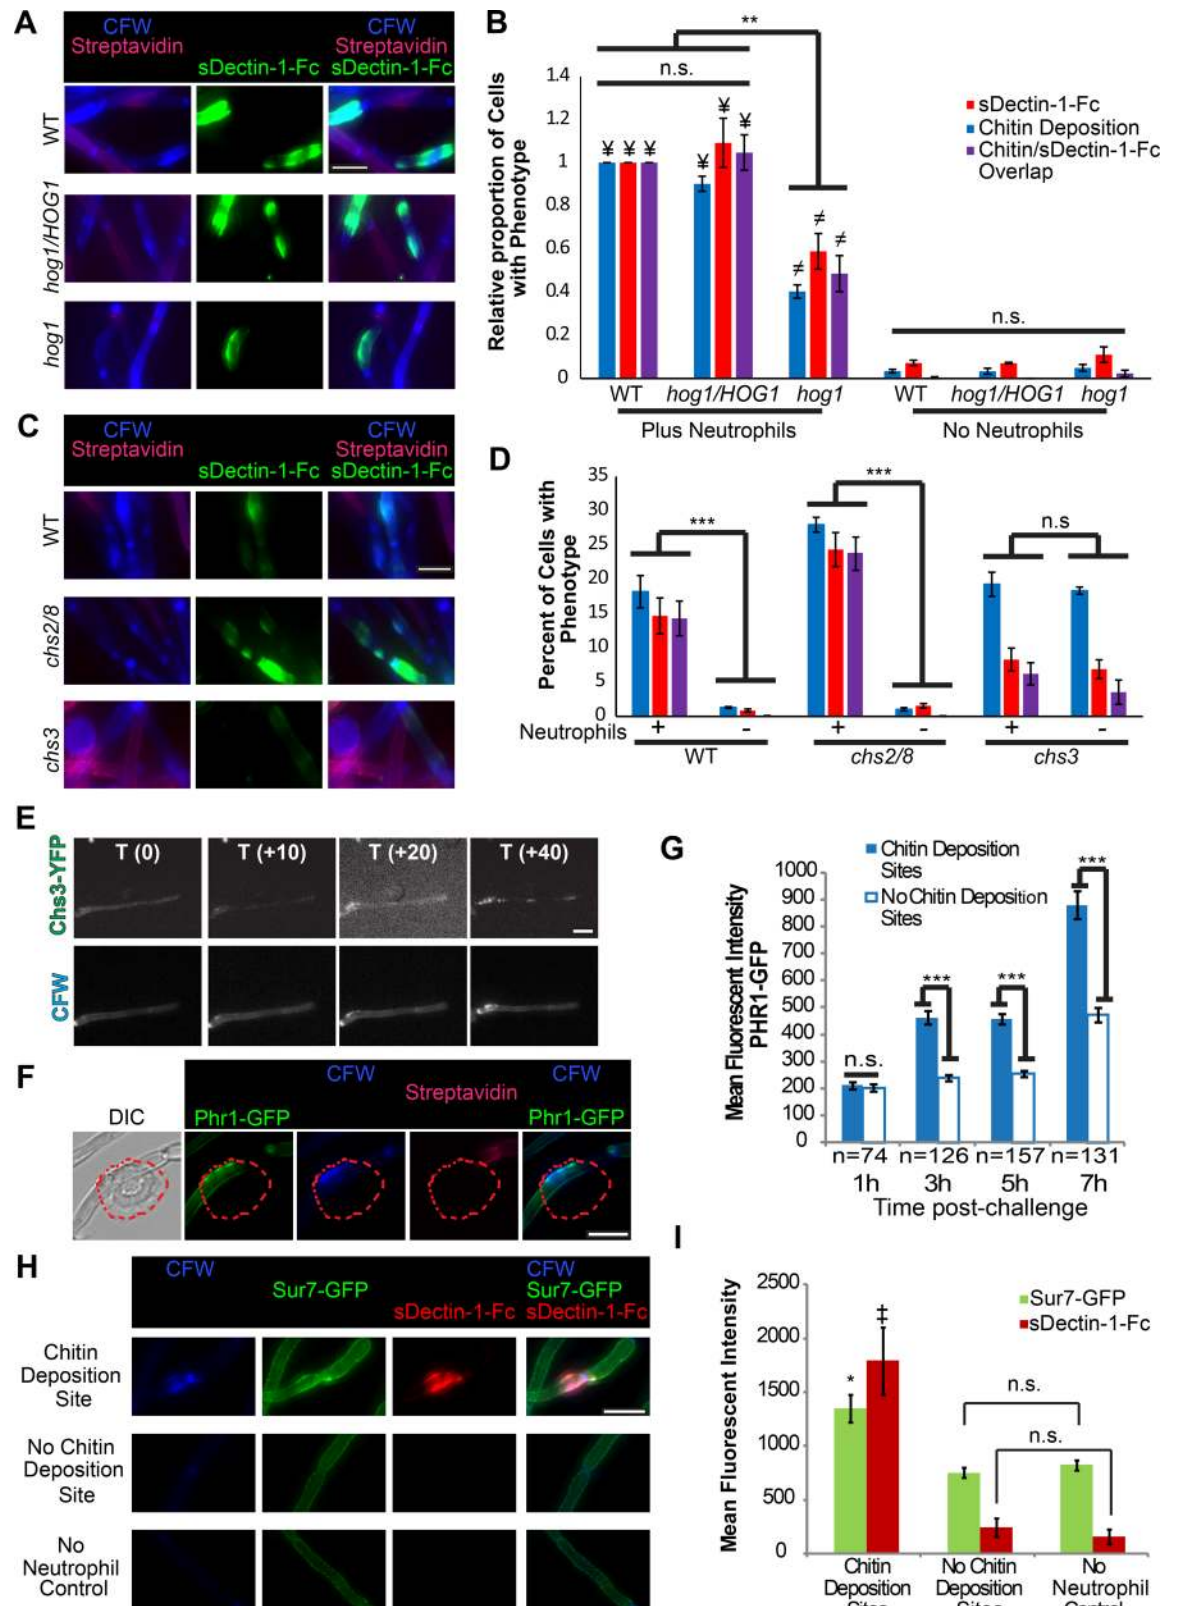 A
CFW
Streptavidin
sDectin-1-Fc
CFW
Streptavidin
sDectin-1-Fc
WT
hog1/HOG1
hog1
B
**
n.s.
1.4
1.2
1
0.8
0.6
0.4
0.2
0
Relative proportion of Cells
with Phenotype
¥ ¥ ¥
¥ ¥ ¥
≠ ≠ ≠
sDectin-1-Fc
Chitin Deposition
Chitin/sDectin-1-Fc
Overlap
n.s.
WT hog1/HOG1 hog1 WT hog1/HOG1 hog1
Plus Neutrophils
No Neutrophils
C
CFW
Streptavidin
sDectin-1-Fc
CFW
Streptavidin
sDectin-1-Fc
WT
chs2/8
chs3
D
35
30
25
20
15
10
5
0
Percent of Cells with
Phenotype
***
***
n.s
Neutrophils + - + - + -
WT chs2/8 chs3
E
Chs3-YFP
T (0) T (+10) T (+20) T (+40)
CFW
F
DIC
Phr1-GFP
CFW
Streptavidin
CFW
Phr1-GFP
G
Chitin Deposition
Sites
No Chitin Deposition
Sites
1000
900
800
700
600
500
400
300
200
100
0
Mean Fluorescent Intensity
PHR1-GFP
n.s.
***
***
***
n=74 n=126 n=157 n=131
1h 3h 5h 7h
Time post-challenge
H
CFW
Sur7-GFP
sDectin-1-Fc
CFW
Sur7-GFP
sDectin-1-Fc
Chitin
Deposition
Site
No Chitin
Deposition
Site
No
Neutrophil
Control
I
2500
2000
1500
1000
500
0
Mean Fluorescent Intensity
Sur7-GFP
sDectin-1-Fc
*
‡
n.s.
n.s.
Chitin
Deposition
Sites
No Chitin
Deposition
Sites
No
Neutrophil
Control